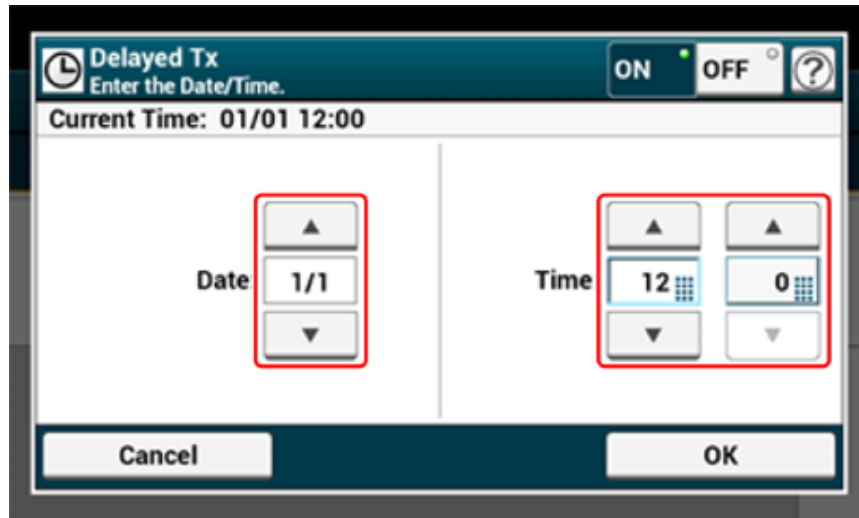 Delayed Tx
Enter the Date/Time.
ON OFF ?
Current Time: 01/01 12:00
Date 1/1
Time 12 0
Cancel OK